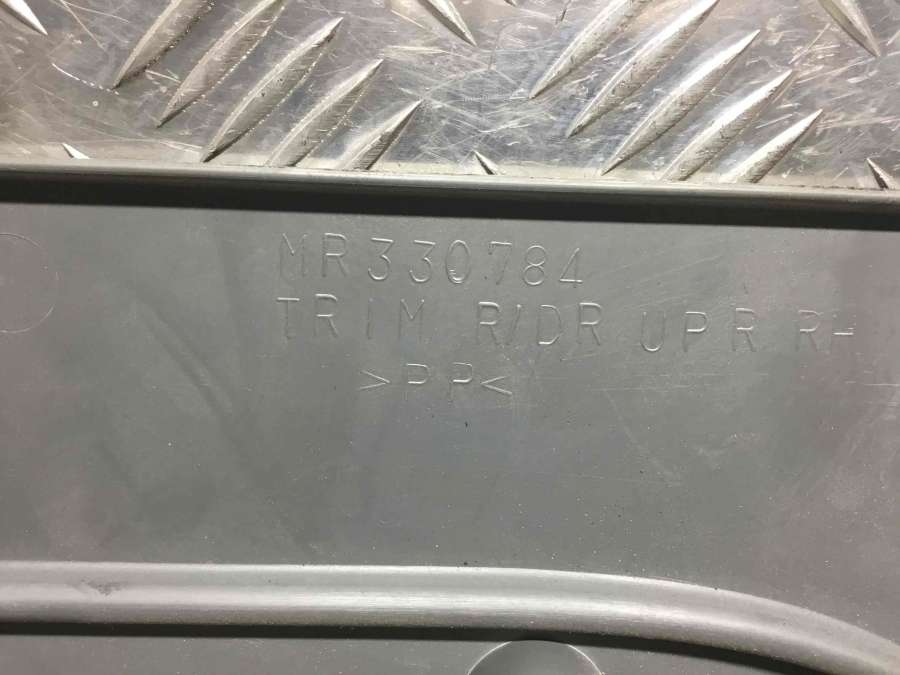 MR330784
TRIM R/DR UPR RH
>PP<